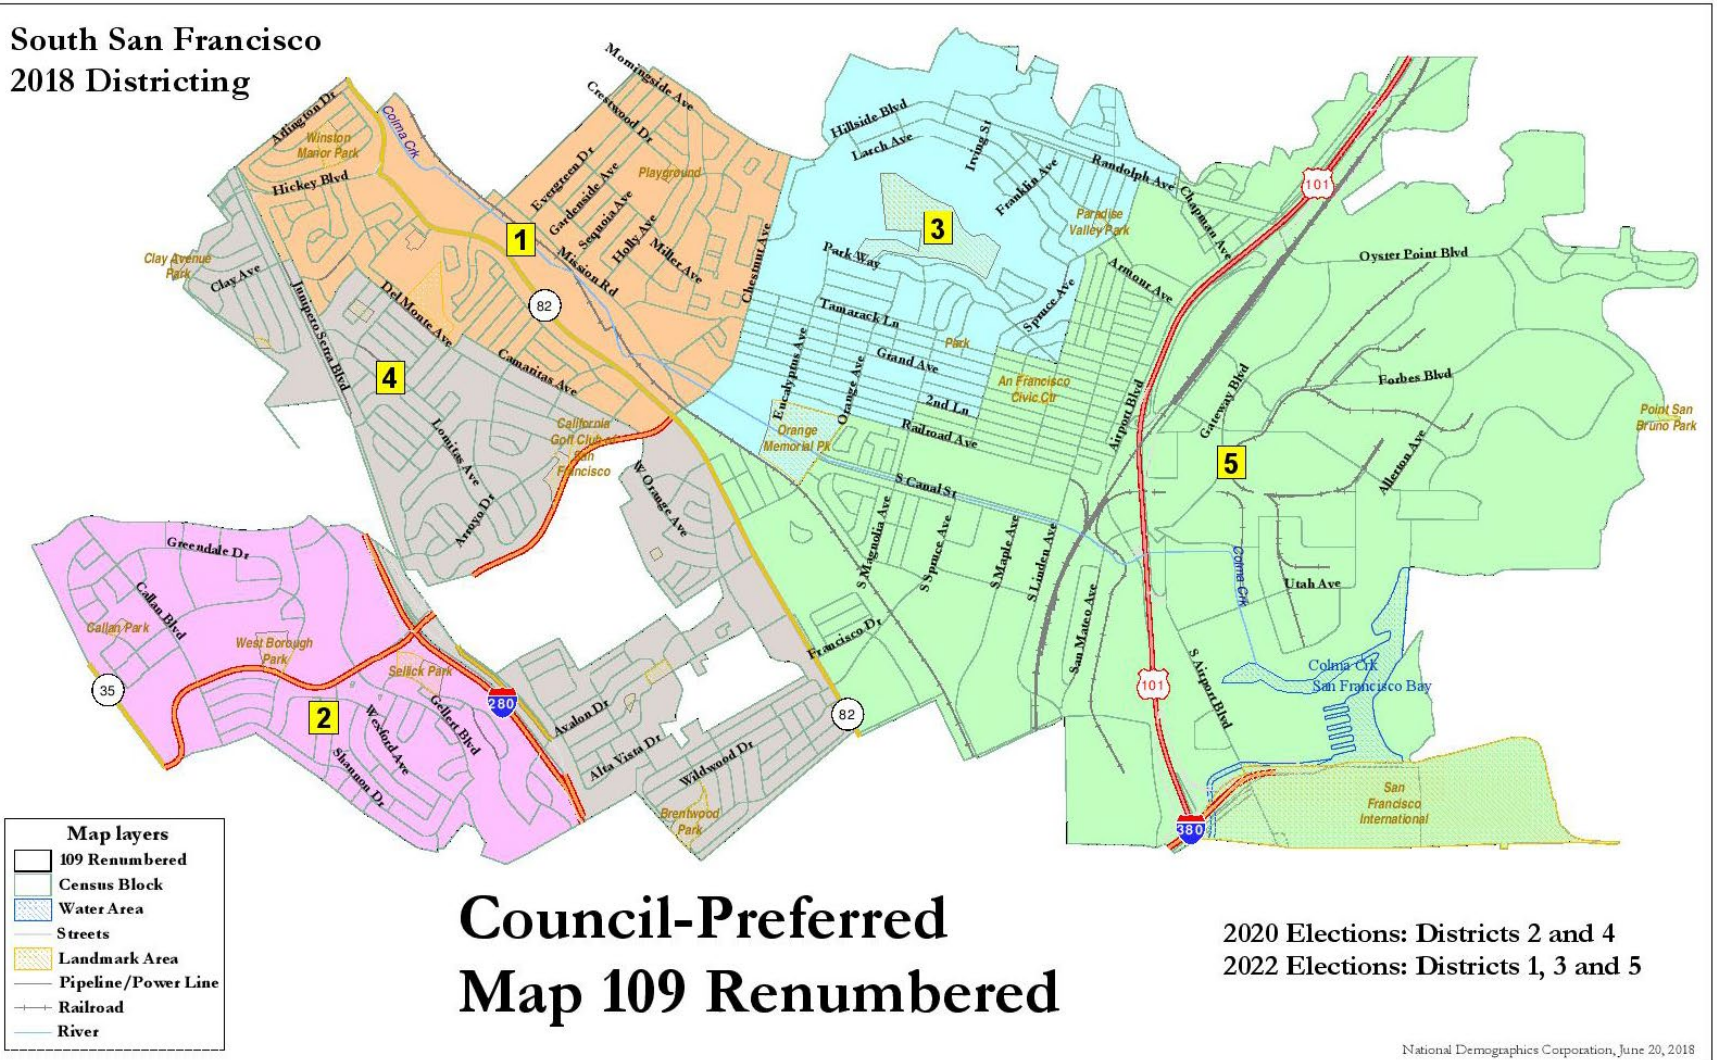 South San Francisco
2018 Districting
Morningside Ave
Crestwood Dr
Arlington Dr
Colma Crk
Winston
Manor Park
Hickey Blvd
Evergreen Dr
Gardenside Ave
Sequoia Ave
Holly Ave
Miller Ave
Playground
Mission Rd
Chestnut Ave
1
82
Hillside Blvd
Larch Ave
Irving St
Franklin Ave
Randolph Ave
Chapman Ave
Paradise
Valley Park
3
Park Way
Spruce Ave
Armour Ave
Tamarack Ln
Park
Grand Ave
Eucalyptus Ave
Orange Ave
2nd Ln
Railroad Ave
An Francisco
Civic Ctr
Orange
Memorial Pk
101
Oyster Point Blvd
Gateway Blvd
Forbes Blvd
Airport Blvd
Allerton Ave
Point San
Bruno Park
5
Clay Avenue
Park
Clay Ave
Junipero Serra Blvd
Del Monte Ave
Camaritas Ave
4
California
Golf Club of
San
Francisco
Lomitas Ave
Arroyo Dr
W Orange Ave
S Canal St
S Magnolia Ave
S Spruce Ave
S Maple Ave
S Linden Ave
San Mateo Ave
Francisco Dr
Colma Crk
Utah Ave
Colma Crk
San Francisco Bay
S Airport Blvd
101
82
380
San
Francisco
International
Greendale Dr
Callan Blvd
Callan Park
West Borough
Park
Sellick Park
35
280
2
Gellert Blvd
Wexford Ave
Shannon Dr
Avalon Dr
Alta Vista Dr
Wildwood Dr
Brentwood
Park
Map layers
109 Renumbered
Census Block
Water Area
Streets
Landmark Area
Pipeline/Power Line
Railroad
River
Council-Preferred
Map 109 Renumbered
2020 Elections: Districts 2 and 4
2022 Elections: Districts 1, 3 and 5
National Demographics Corporation, June 20, 2018